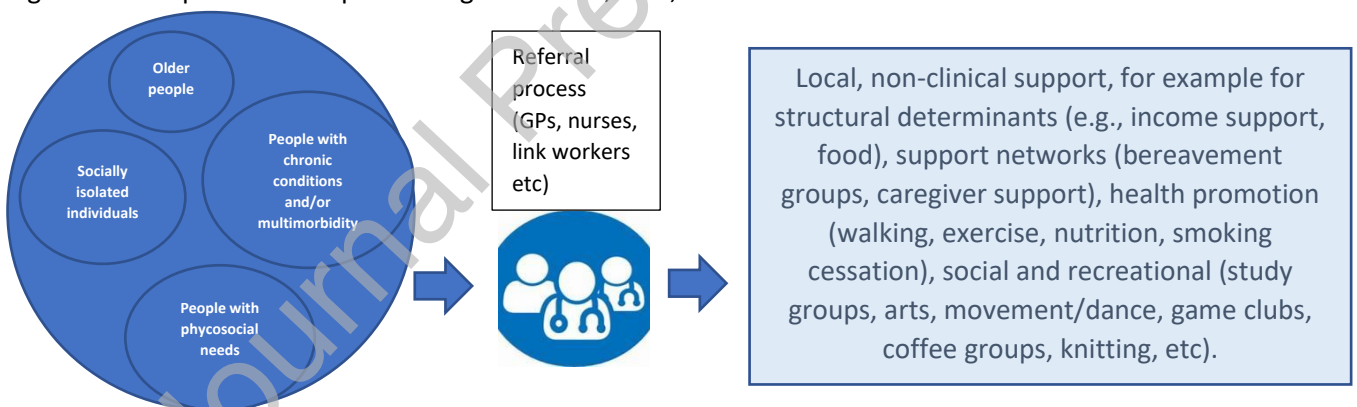 Older
people
Socially
isolated
individuals
People with
chronic
conditions
and/or
multimorbidity
People with
phycosocial
needs
Referral
process
(GPs, nurses,
link workers
etc)
Local, non-clinical support, for example for
structural determinants (e.g., income support,
food), support networks (bereavement
groups, caregiver support), health promotion
(walking, exercise, nutrition, smoking
cessation), social and recreational (study
groups, arts, movement/dance, game clubs,
coffee groups, knitting, etc).